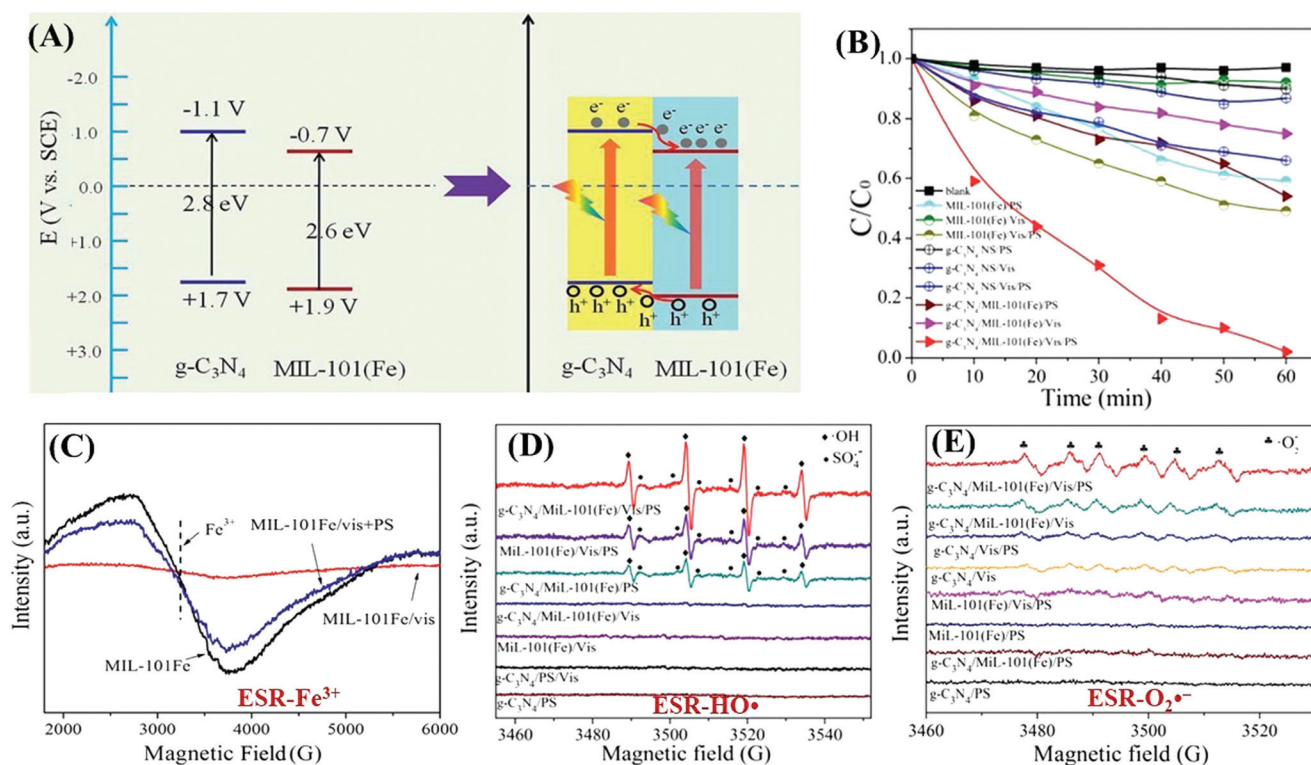 (A)
E (V vs. SCE)
-2.0
-1.0
0.0
+1.0
+2.0
+3.0
-1.1 V
-0.7 V
2.8 eV
2.6 eV
+1.7 V
+1.9 V
g-C₃N₄
MIL-101(Fe)
e⁻ e⁻
e⁻ e⁻ e⁻ e⁻
h⁺ h⁺ h⁺
h⁺ h⁺ h⁺
g-C₃N₄
MIL-101(Fe)
(B)
C/C₀
1.0
0.8
0.6
0.4
0.2
0.0
blank
MIL-101(Fe)/PS
MIL-101(Fe)/Vis
MIL-101(Fe)/Vis/PS
g-C₃N₄ NS/PS
g-C₃N₄ NS/Vis
g-C₃N₄ NS/Vis/PS
g-C₃N₄/MIL-101(Fe)/PS
g-C₃N₄/MIL-101(Fe)/Vis
g-C₃N₄/MIL-101(Fe)/Vis/PS
0 10 20 30 40 50 60
Time (min)
(C)
Intensity (a.u.)
Fe³⁺
MIL-101Fe/vis+PS
MIL-101Fe/vis
MIL-101Fe
ESR-Fe³⁺
2000 3000 4000 5000 6000
Magnetic Field (G)
(D)
Intensity (a.u.)
♦ ·OH
• SO₄·⁻
g-C₃N₄/MiL-101(Fe)/Vis/PS
MiL-101(Fe)/Vis/PS
g-C₃N₄/MiL-101(Fe)/PS
g-C₃N₄/MiL-101(Fe)/Vis
MiL-101(Fe)/Vis
g-C₃N₄/PS/Vis
g-C₃N₄/PS
ESR-HO•
3460 3480 3500 3520 3540
Magnetic field (G)
(E)
Intensity (a.u.)
♣ ·O₂⁻
g-C₃N₄/MiL-101(Fe)/Vis/PS
g-C₃N₄/MiL-101(Fe)/Vis
g-C₃N₄/Vis/PS
g-C₃N₄/Vis
MiL-101(Fe)/Vis/PS
MiL-101(Fe)/PS
g-C₃N₄/MiL-101(Fe)/PS
g-C₃N₄/PS
ESR-O₂•⁻
3460 3480 3500 3520
Magnetic field (G)